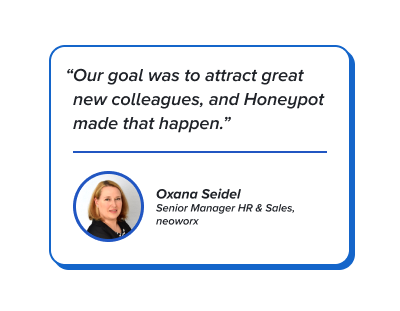 “Our goal was to attract great
new colleagues, and Honeypot
made that happen.”
Oxana Seidel
Senior Manager HR & Sales,
neoworx